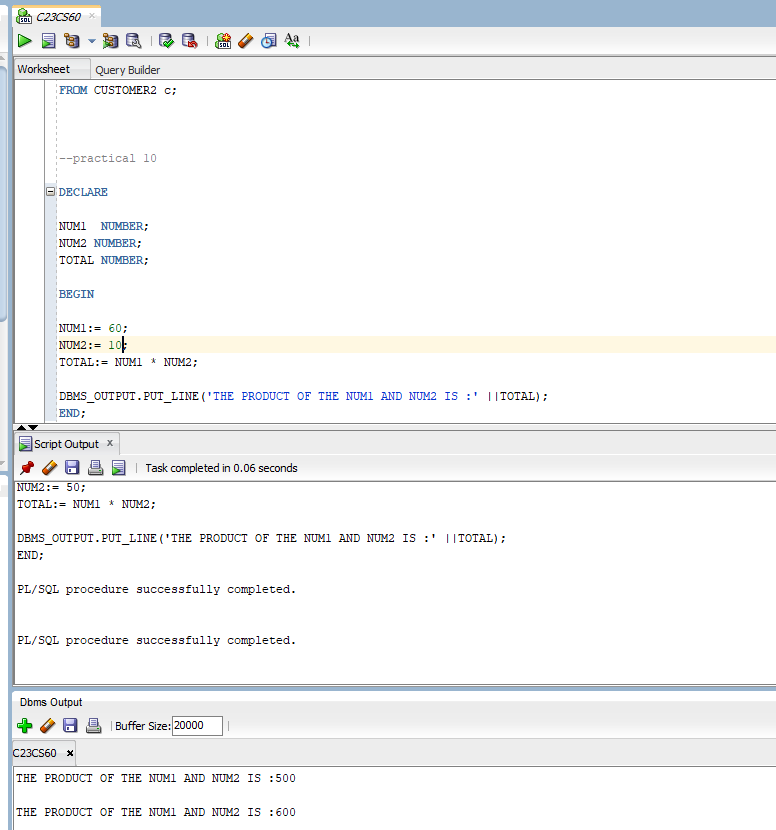 C23CS60
Worksheet Query Builder
FROM CUSTOMER2 c;
--practical 10
DECLARE
NUM1  NUMBER;
NUM2 NUMBER;
TOTAL NUMBER;
BEGIN
NUM1:= 60;
NUM2:= 10;
TOTAL:= NUM1 * NUM2;
DBMS_OUTPUT.PUT_LINE('THE PRODUCT OF THE NUM1 AND NUM2 IS :' ||TOTAL);
END;
Script Output
Task completed in 0.06 seconds
NUM2:= 50;
TOTAL:= NUM1 * NUM2;
DBMS_OUTPUT.PUT_LINE('THE PRODUCT OF THE NUM1 AND NUM2 IS :' ||TOTAL);
END;
PL/SQL procedure successfully completed.
PL/SQL procedure successfully completed.
Dbms Output
Buffer Size: 20000
C23CS60
THE PRODUCT OF THE NUM1 AND NUM2 IS :500
THE PRODUCT OF THE NUM1 AND NUM2 IS :600